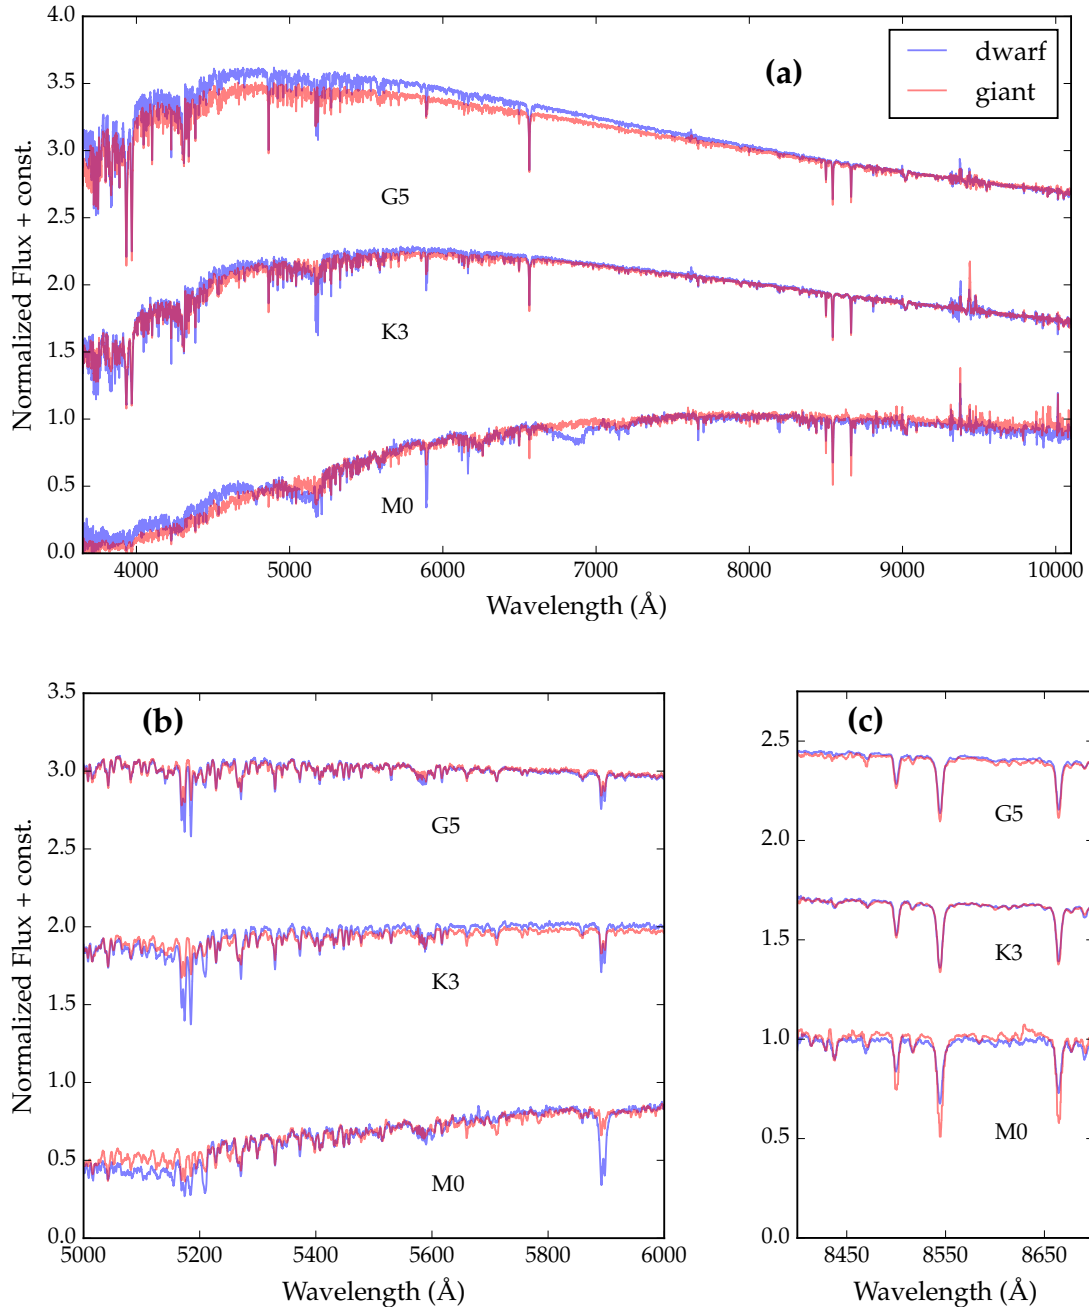 4.0
3.5
3.0
2.5
2.0
1.5
1.0
0.5
0.0
Normalized Flux + const.
(a)
dwarf
giant
G5
K3
M0
4000 5000 6000 7000 8000 9000 10000
Wavelength (Å)
3.5
3.0
2.5
2.0
1.5
1.0
0.5
0.0
Normalized Flux + const.
(b)
G5
K3
M0
5000 5200 5400 5600 5800 6000
Wavelength (Å)
2.5
2.0
1.5
1.0
0.5
0.0
(c)
G5
K3
M0
8450 8550 8650
Wavelength (Å)